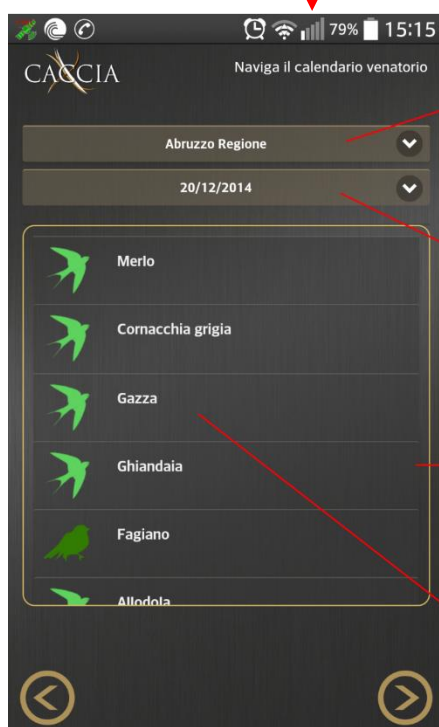 79% 15:15
CACCIA
Naviga il calendario venatorio
Abruzzo Regione
20/12/2014
Merlo
Cornacchia grigia
Gazza
Ghiandaia
Fagiano
Allodola